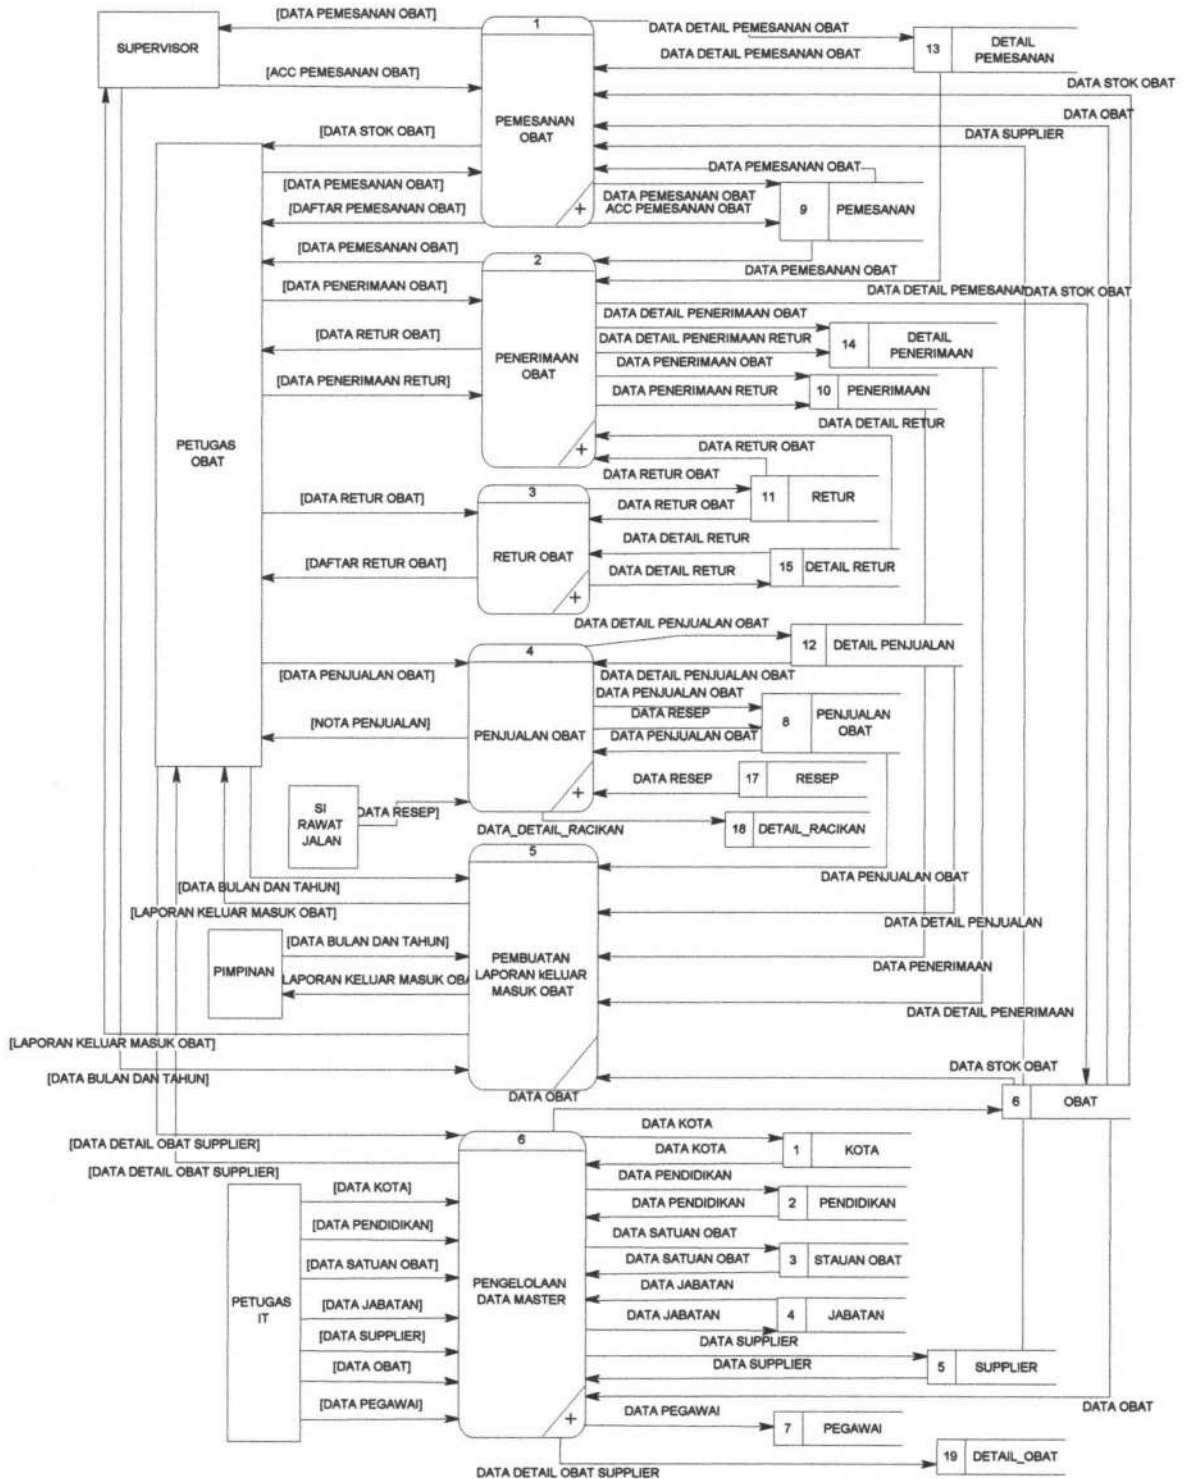 [DATA PEMESANAN OBAT]
1
DATA DETAIL PEMESANAN OBAT
SUPERVISOR
DATA DETAIL PEMESANAN OBAT
13
DETAIL
PEMESANAN
[ACC PEMESANAN OBAT]
DATA STOK OBAT
PEMESANAN
OBAT
DATA OBAT
[DATA STOK OBAT]
DATA SUPPLIER
DATA PEMESANAN OBAT
[DATA PEMESANAN OBAT]
DATA PEMESANAN OBAT
[DAFTAR PEMESANAN OBAT]
+
ACC PEMESANAN OBAT
9
PEMESANAN
[DATA PEMESANAN OBAT]
2
DATA PEMESANAN OBAT
[DATA PENERIMAAN OBAT]
DATA DETAIL PEMESANA
DATA STOK OBAT
DATA DETAIL PENERIMAAN OBAT
[DATA RETUR OBAT]
DATA DETAIL PENERIMAAN RETUR
14
DETAIL
PENERIMAAN
PENERIMAAN
OBAT
DATA PENERIMAAN OBAT
[DATA PENERIMAAN RETUR]
DATA PENERIMAAN RETUR
10
PENERIMAAN
DATA DETAIL RETUR
PETUGAS
OBAT
+
DATA RETUR OBAT
DATA RETUR OBAT
3
11
RETUR
[DATA RETUR OBAT]
DATA RETUR OBAT
DATA DETAIL RETUR
RETUR OBAT
[DAFTAR RETUR OBAT]
DATA DETAIL RETUR
15
DETAIL RETUR
+
DATA DETAIL PENJUALAN OBAT
4
12
DETAIL PENJUALAN
[DATA PENJUALAN OBAT]
DATA DETAIL PENJUALAN OBAT
DATA PENJUALAN OBAT
[NOTA PENJUALAN]
DATA RESEP
8
PENJUALAN
OBAT
PENJUALAN OBAT
DATA PENJUALAN OBAT
DATA RESEP
17
RESEP
+
SI
RAWAT
JALAN
DATA RESEP]
DATA_DETAIL_RACIKAN
18
DETAIL_RACIKAN
5
DATA PENJUALAN OBAT
[DATA BULAN DAN TAHUN]
[LAPORAN KELUAR MASUK OBAT]
DATA DETAIL PENJUALAN
[DATA BULAN DAN TAHUN]
PIMPINAN
PEMBUATAN
LAPORAN kELUAR
MASUK OBAT
DATA PENERIMAAN
LAPORAN KELUAR MASUK OBA
DATA DETAIL PENERIMAAN
[LAPORAN KELUAR MASUK OBAT]
[DATA BULAN DAN TAHUN]
DATA STOK OBAT
DATA OBAT
6
OBAT
[DATA DETAIL OBAT SUPPLIER]
6
DATA KOTA
DATA KOTA
1
KOTA
[DATA DETAIL OBAT SUPPLIER]
DATA PENDIDIKAN
[DATA KOTA]
DATA PENDIDIKAN
2
PENDIDIKAN
[DATA PENDIDIKAN]
DATA SATUAN OBAT
DATA SATUAN OBAT
3
STAUAN OBAT
[DATA SATUAN OBAT]
PENGELOLAAN
DATA MASTER
DATA JABATAN
PETUGAS
IT
[DATA JABATAN]
DATA JABATAN
4
JABATAN
[DATA SUPPLIER]
DATA SUPPLIER
DATA SUPPLIER
5
SUPPLIER
[DATA OBAT]
DATA OBAT
[DATA PEGAWAI]
+
DATA PEGAWAI
7
PEGAWAI
DATA DETAIL OBAT SUPPLIER
19
DETAIL_OBAT